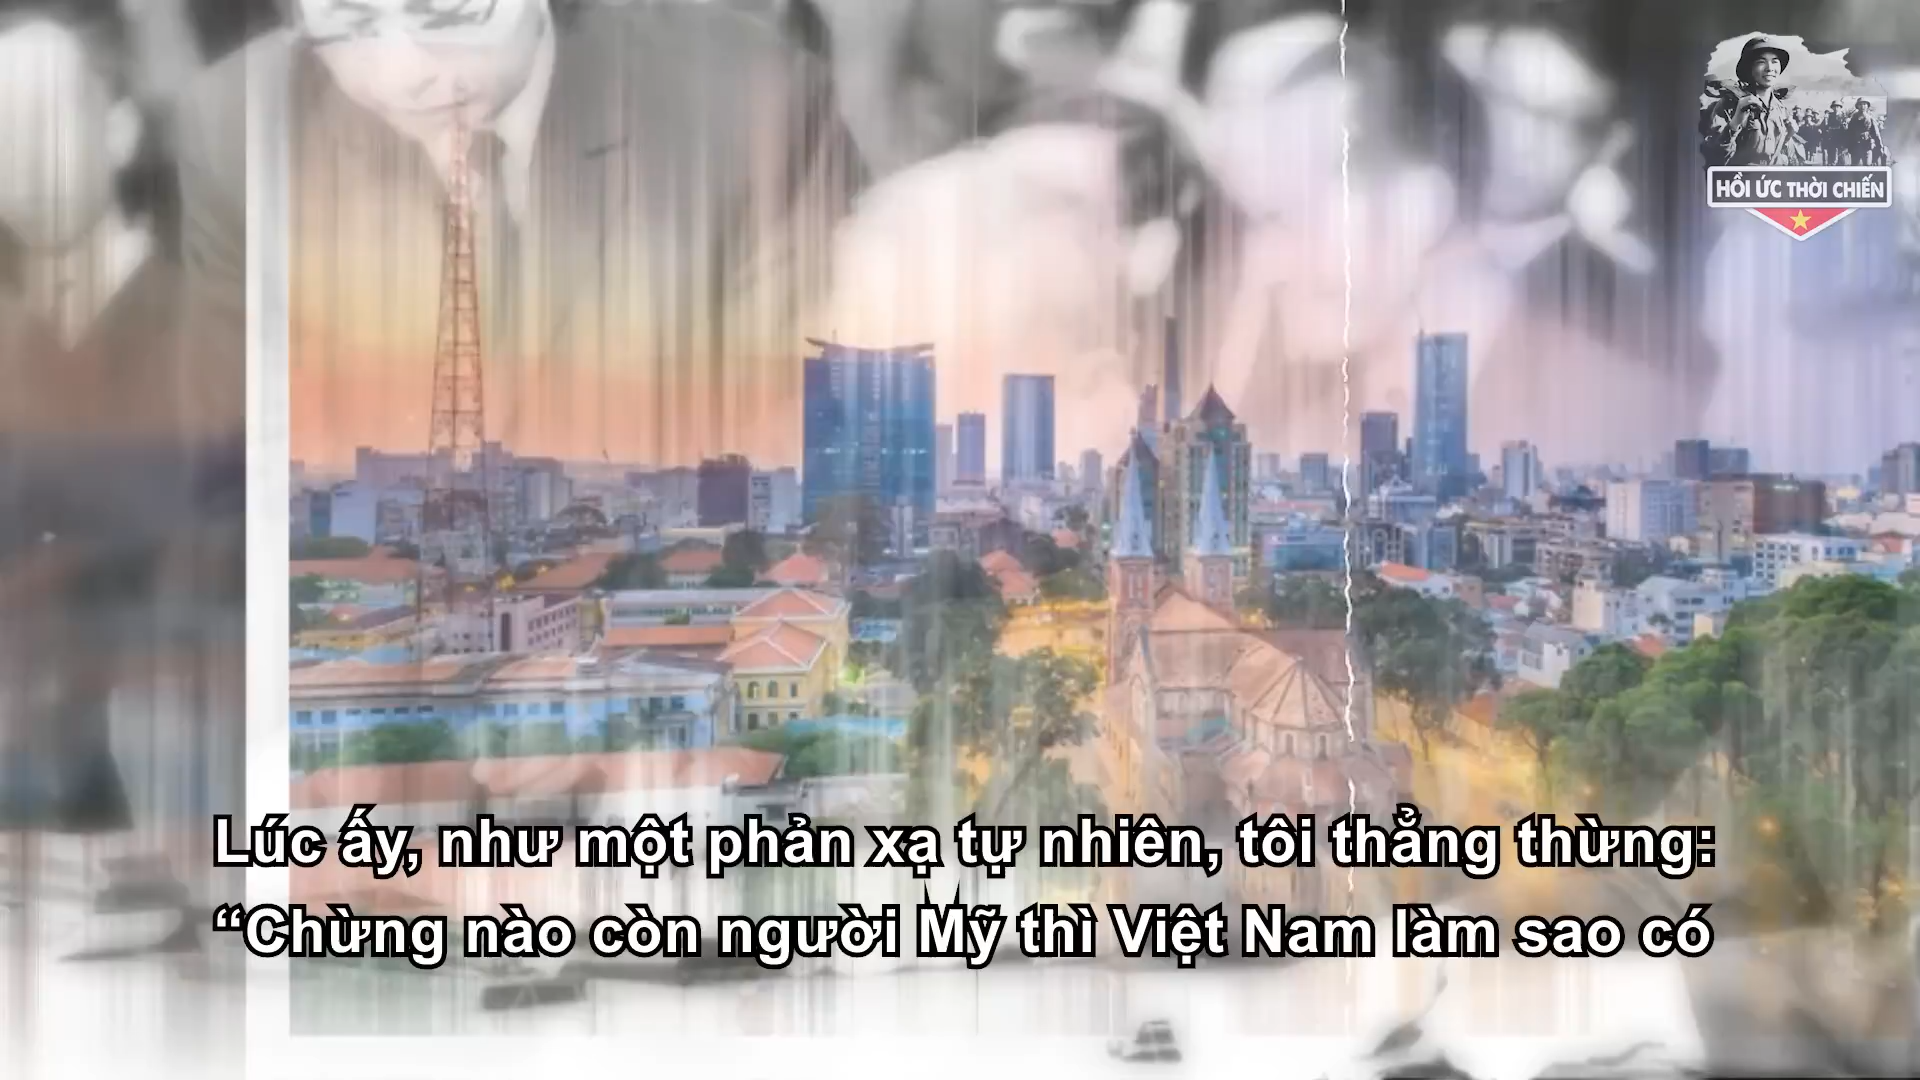 HỒI ỨC THỜI CHIẾN
Lúc ấy, như một phản xạ tự nhiên, tôi thẳng thừng:
“Chừng nào còn người Mỹ thì Việt Nam làm sao có